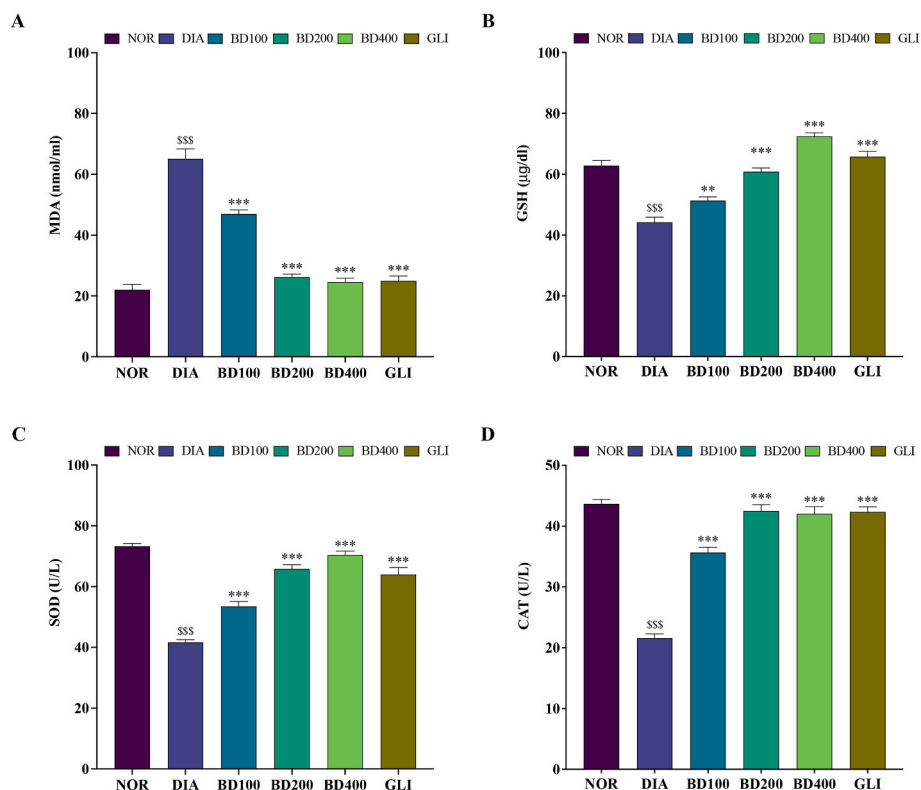 A
NOR DIA BD100 BD200 BD400 GLI
MDA (nmol/ml)
100
80
60
40
20
0
$$$
***
***
***
***
NOR DIA BD100 BD200 BD400 GLI
B
NOR DIA BD100 BD200 BD400 GLI
GSH (μg/dl)
100
80
60
40
20
0
$$$
**
***
***
***
NOR DIA BD100 BD200 BD400 GLI
C
NOR DIA BD100 BD200 BD400 GLI
SOD (U/L)
100
80
60
40
20
0
$$$
***
***
***
***
NOR DIA BD100 BD200 BD400 GLI
D
NOR DIA BD100 BD200 BD400 GLI
CAT (U/L)
50
40
30
20
10
0
$$$
***
***
***
***
NOR DIA BD100 BD200 BD400 GLI